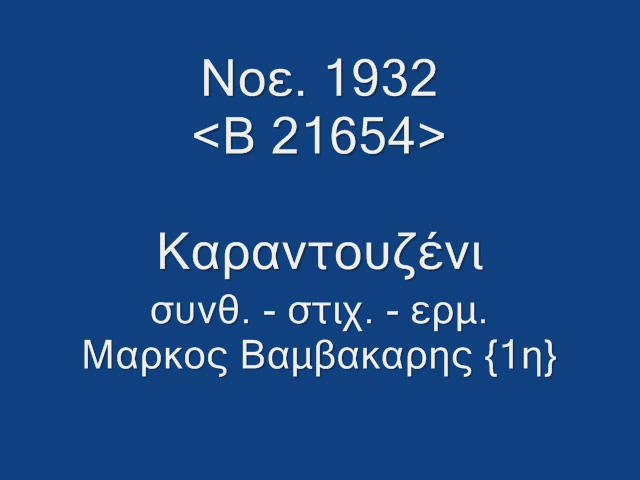 Νοε. 1932
<Β 21654>
Καραντουζένι
συνθ. - στιχ. - ερμ.
Μαρκος Βαμβακαρης {1η}